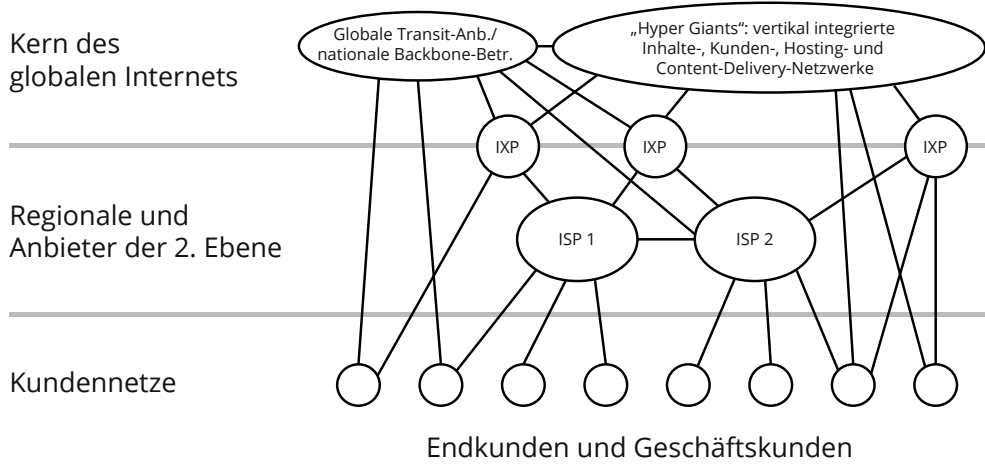 Kern des
globalen Internets
Globale Transit-Anb./
nationale Backbone-Betr.
„Hyper Giants“: vertikal integrierte
Inhalte-, Kunden-, Hosting- und
Content-Delivery-Netzwerke
IXP
IXP
IXP
Regionale und
Anbieter der 2. Ebene
ISP 1
ISP 2
Kundennetze
Endkunden und Geschäftskunden